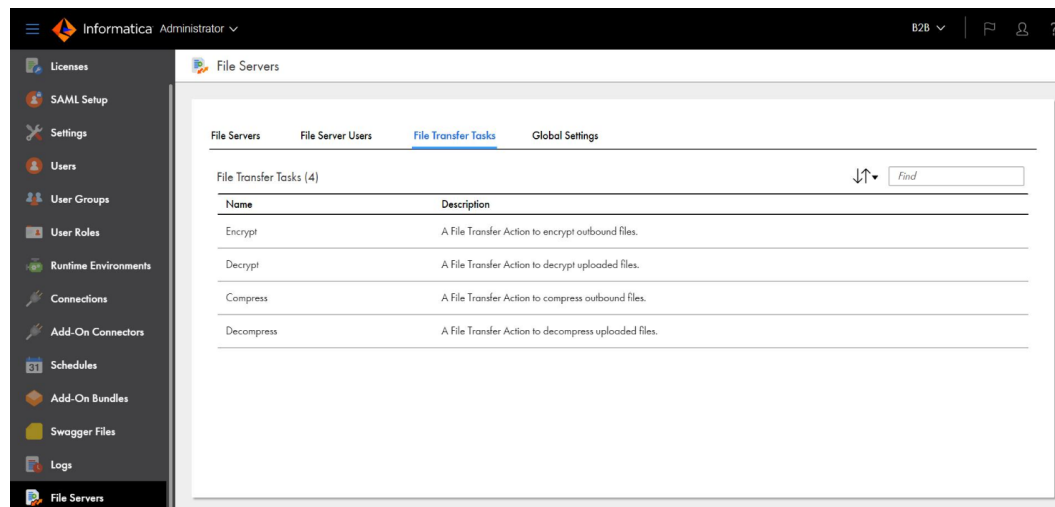 Informatica Administrator
B2B
?
Licenses
File Servers
SAML Setup
Settings
File Servers File Server Users File Transfer Tasks Global Settings
Users
File Transfer Tasks (4)
Find
User Groups
Name Description
User Roles
Encrypt A File Transfer Action to encrypt outbound files.
Runtime Environments
Decrypt A File Transfer Action to decrypt uploaded files.
Connections
Compress A File Transfer Action to compress outbound files.
Add-On Connectors
Decompress A File Transfer Action to decompress uploaded files.
31 Schedules
Add-On Bundles
Swagger Files
Logs
File Servers